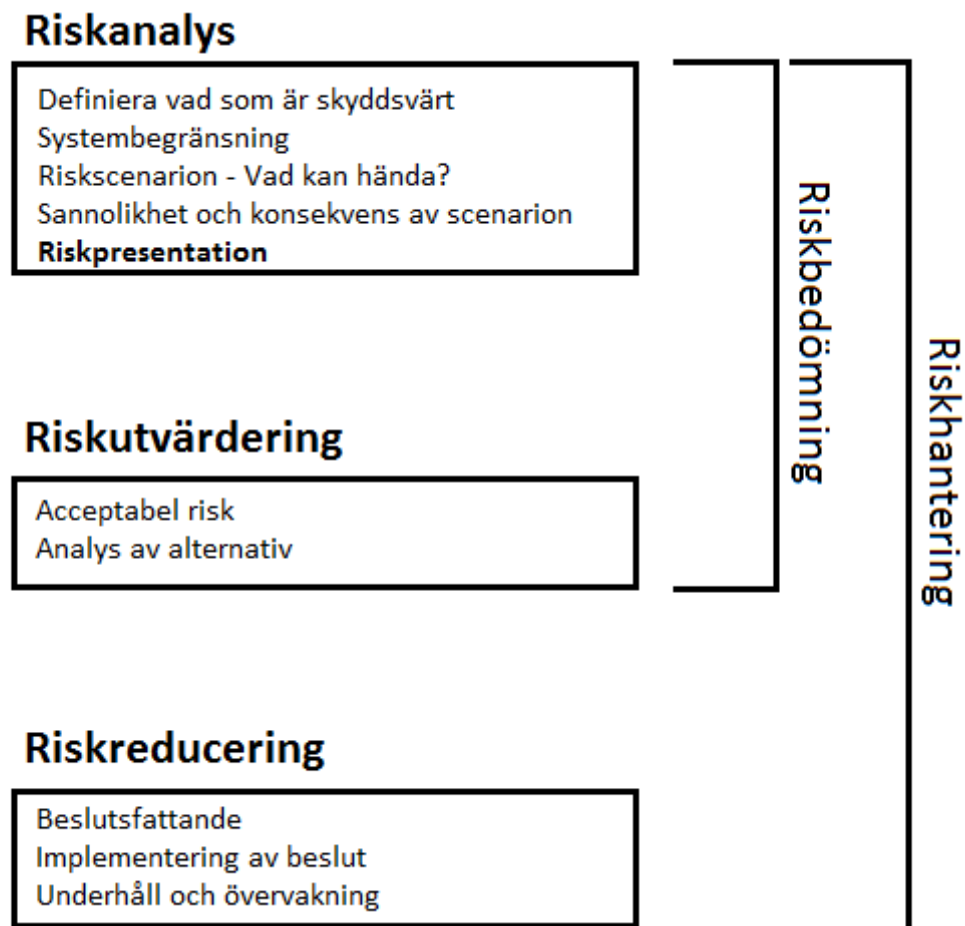 Riskanalys
Definiera vad som är skyddsvärt
Systembegränsning
Riskscenarion - Vad kan hända?
Sannolikhet och konsekvens av scenarion
Riskpresentation
Riskutvärdering
Acceptabel risk
Analys av alternativ
Riskreducering
Beslutsfattande
Implementering av beslut
Underhåll och övervakning
Riskbedömning
Riskhantering